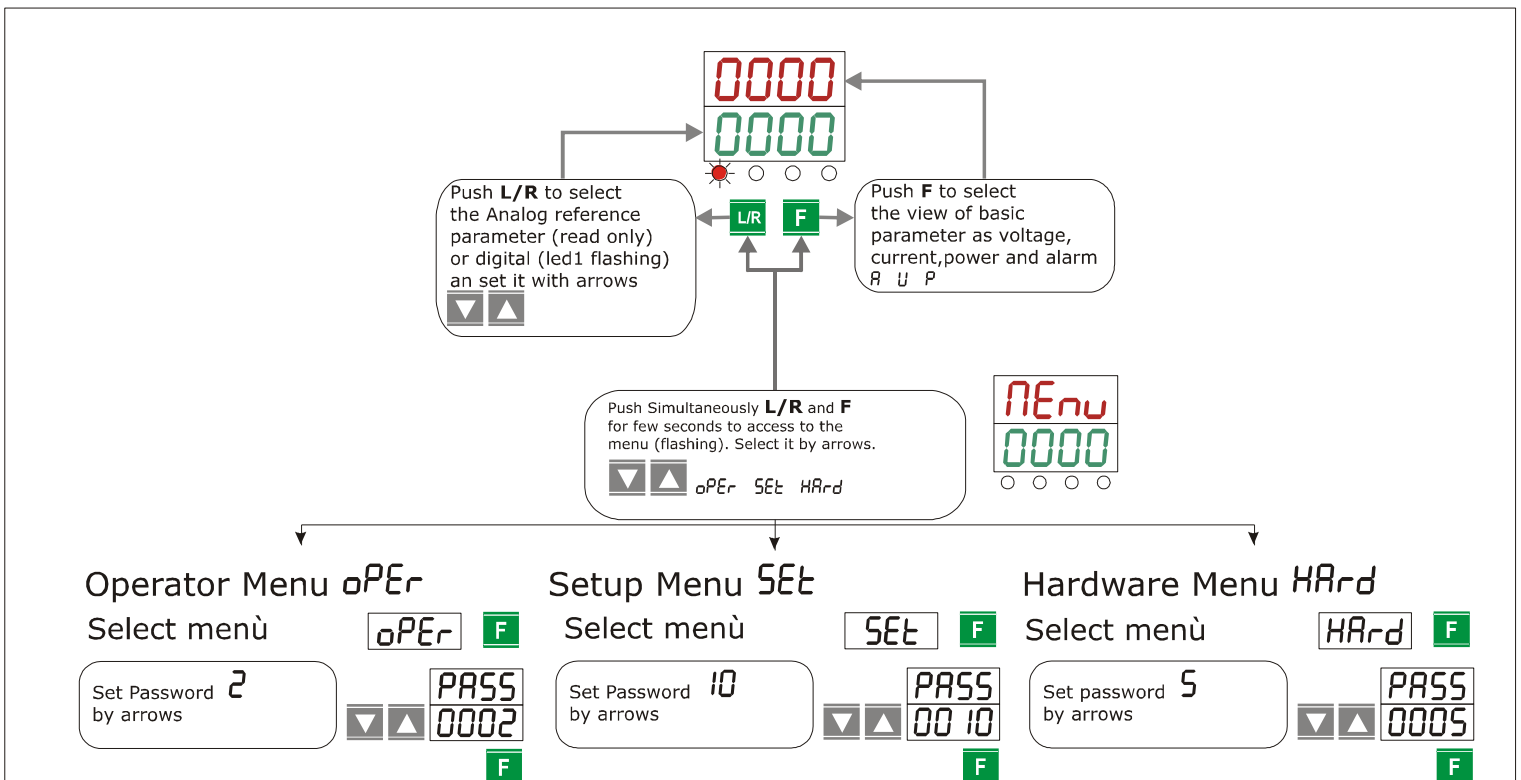 0000
0000
Push L/R to select
the Analog reference
parameter (read only)
or digital (led1 flashing)
an set it with arrows
L/R F
Push F to select
the view of basic
parameter as voltage,
current,power and alarm
A U P
Push Simultaneously L/R and F
for few seconds to access to the
menu (flashing). Select it by arrows.
oPEr SEt HArd
MEnu
0000
Operator Menu oPEr
Select menù oPEr F
Set Password 2
by arrows
PASS
0002
F
Setup Menu SEt
Select menù SEt F
Set Password 10
by arrows
PASS
0010
F
Hardware Menu HArd
Select menù HArd F
Set password 5
by arrows
PASS
0005
F